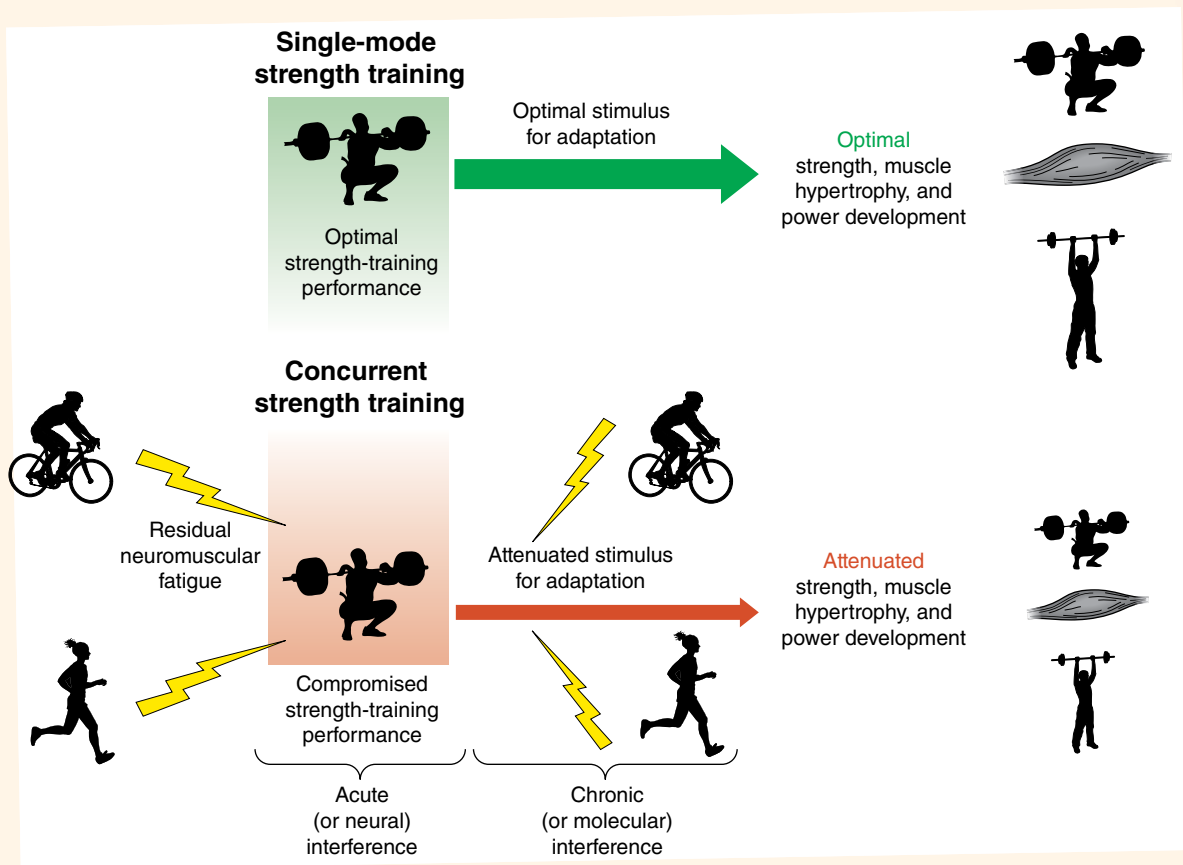 Single-mode
strength training
Optimal
strength-training
performance
Optimal stimulus
for adaptation
Optimal
strength, muscle
hypertrophy, and
power development
Concurrent
strength training
Residual
neuromuscular
fatigue
Compromised
strength-training
performance
Attenuated stimulus
for adaptation
Attenuated
strength, muscle
hypertrophy, and
power development
Acute
(or neural)
interference
Chronic
(or molecular)
interference